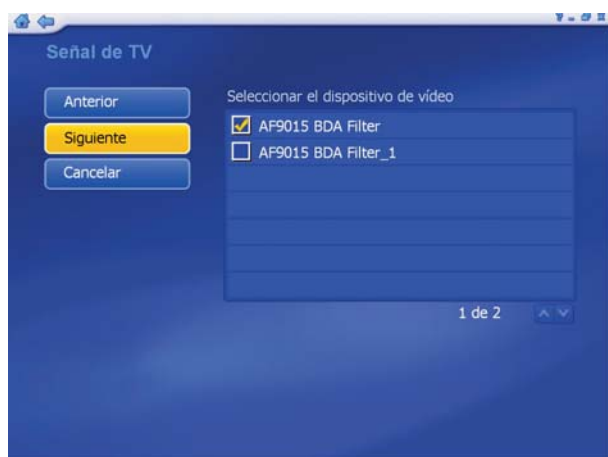 Señal de TV
Anterior
Siguiente
Cancelar
Seleccionar el dispositivo de vídeo
AF9015 BDA Filter
AF9015 BDA Filter_1
1 de 2